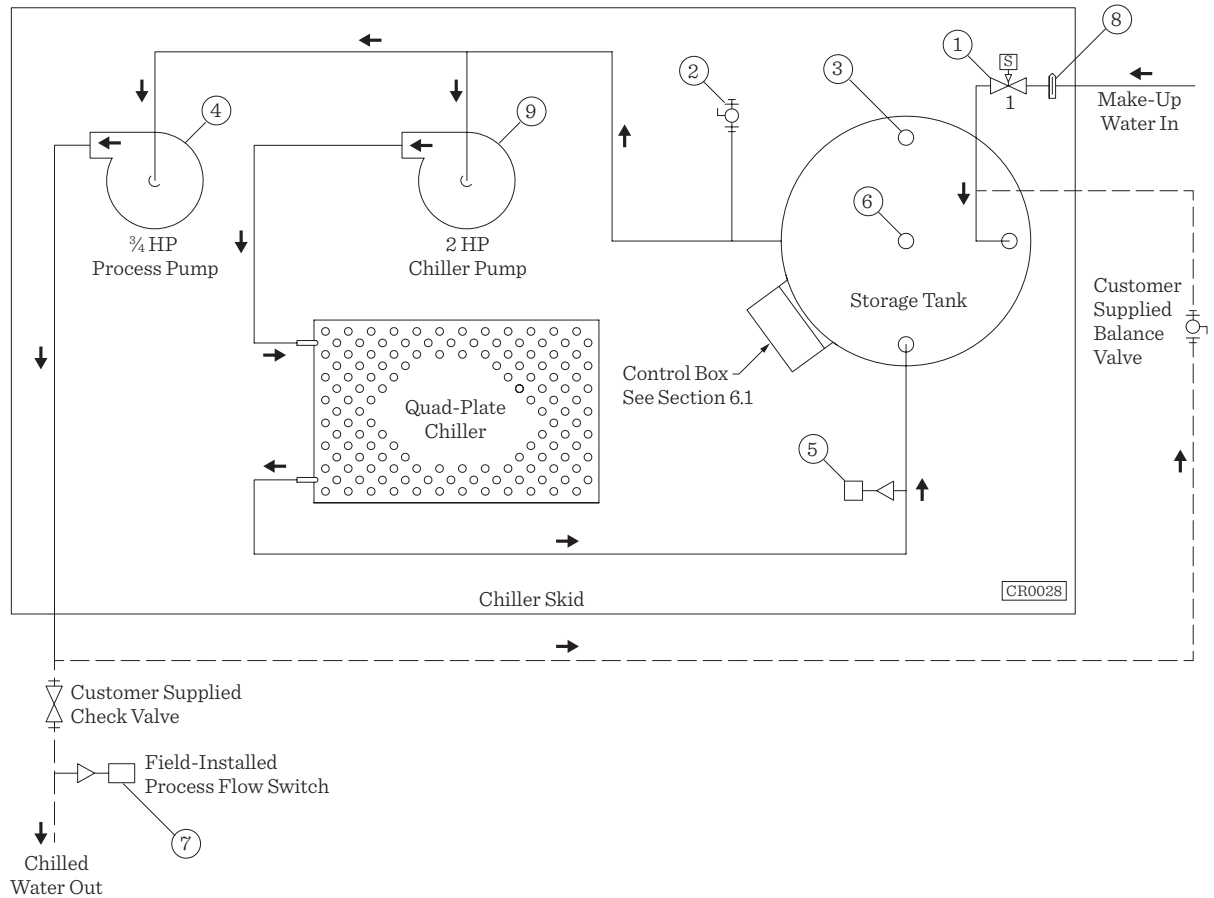 8
1
S
2
3
1
Make-Up
Water In
4
9
6
¾ HP
Process Pump
2 HP
Chiller Pump
Storage Tank
Customer
Supplied
Balance
Valve
Control Box
See Section 6.1
Quad-Plate
Chiller
5
Chiller Skid
CR0028
Customer Supplied
Check Valve
Field-Installed
Process Flow Switch
7
Chilled
Water Out